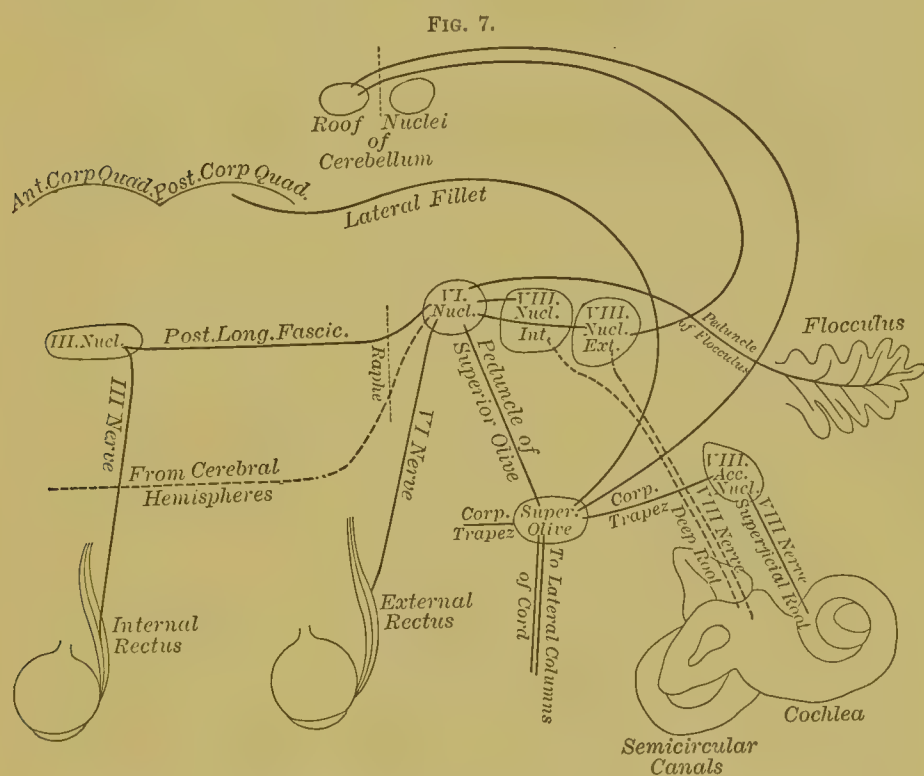 FIG. 7.
Roof Nuclei
of
Cerebellum
Ant. Corp Quad. Post. Corp Quad.
Lateral Fillet
VI.
Nucl.
VIII.
Nucl.
Int.
VIII.
Nucl.
Ext.
Peduncle
of Flocculus
Flocculus
III. Nucl.
Post. Long. Fascic.
Raphe
III Nerve
VI Nerve
Peduncle of
Superior Olive
From Cerebral
Hemispheres
Corp.
Trapez
Super.
Olive
Corp.
Trapez
VIII.
Acc.
Nucl.
VIII Nerve
Deep Root
VIII Nerve
Superficial Root
To Lateral Columns
of Cord
Internal
Rectus
External
Rectus
Cochlea
Semicircular
Canals